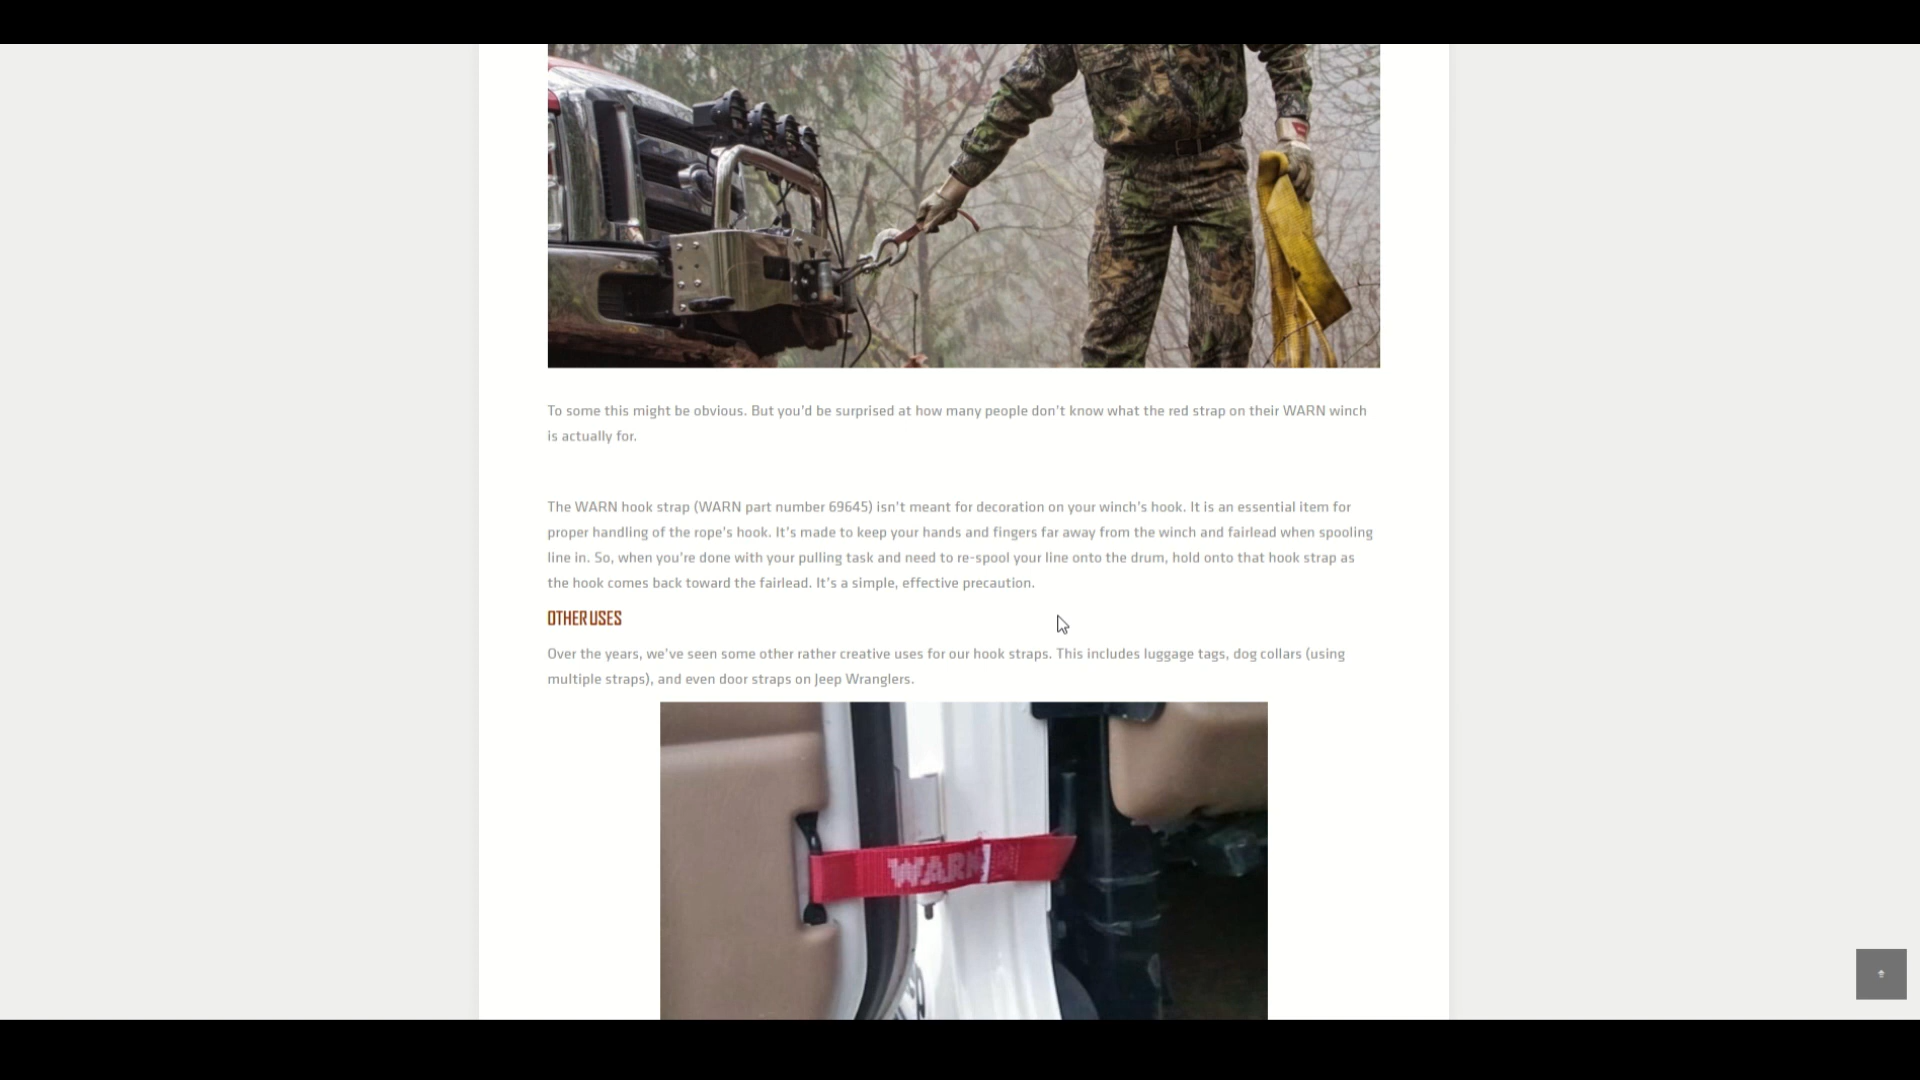 To some this might be obvious. But you'd be surprised at how many people don't know what the red strap on their WARN winch
is actually for.
The WARN hook strap (WARN part number 69645) isn't meant for decoration on your winch's hook. It is an essential item for
proper handling of the rope's hook. It's made to keep your hands and fingers far away from the winch and fairlead when spooling
line in. So, when you're done with your pulling task and need to re-spool your line onto the drum, hold onto that hook strap as
the hook comes back toward the fairlead. It's a simple, effective precaution.
OTHER USES
Over the years, we've seen some other rather creative uses for our hook straps. This includes luggage tags, dog collars (using
multiple straps), and even door straps on Jeep Wranglers.
WARN